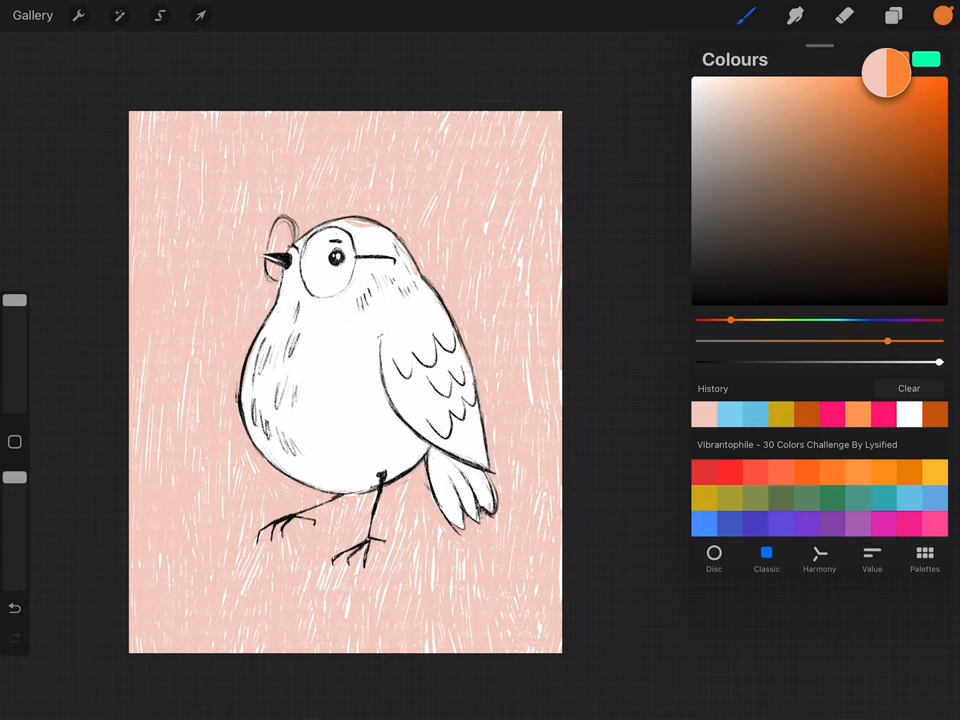 Gallery
Colours
History
Clear
Vibrantophile - 30 Colors Challenge By Lysified
Disc
Classic
Harmony
Value
Palettes